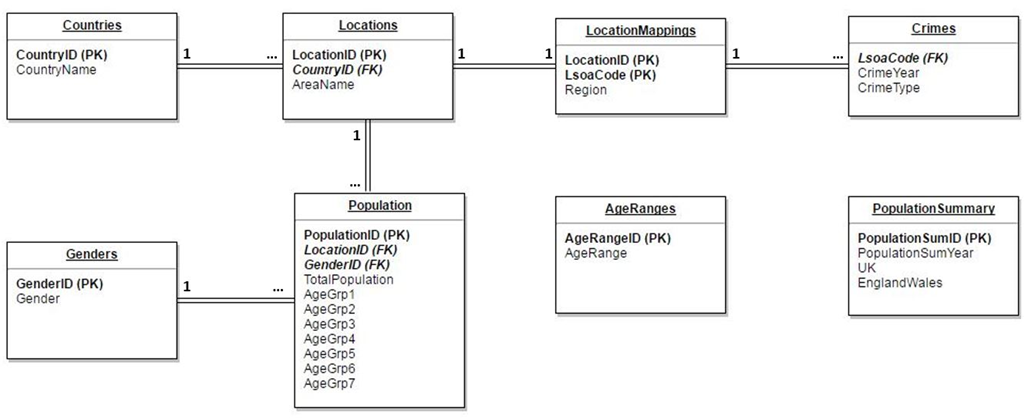 Countries
CountryID (PK)
CountryName
1
...
Locations
LocationID (PK)
CountryID (FK)
AreaName
1
1
LocationMappings
LocationID (PK)
LsoaCode (PK)
Region
1
...
Crimes
LsoaCode (FK)
CrimeYear
CrimeType
1
...
Genders
GenderID (PK)
Gender
1
...
Population
PopulationID (PK)
LocationID (FK)
GenderID (FK)
TotalPopulation
AgeGrp1
AgeGrp2
AgeGrp3
AgeGrp4
AgeGrp5
AgeGrp6
AgeGrp7
AgeRanges
AgeRangeID (PK)
AgeRange
PopulationSummary
PopulationSumID (PK)
PopulationSumYear
UK
EnglandWales